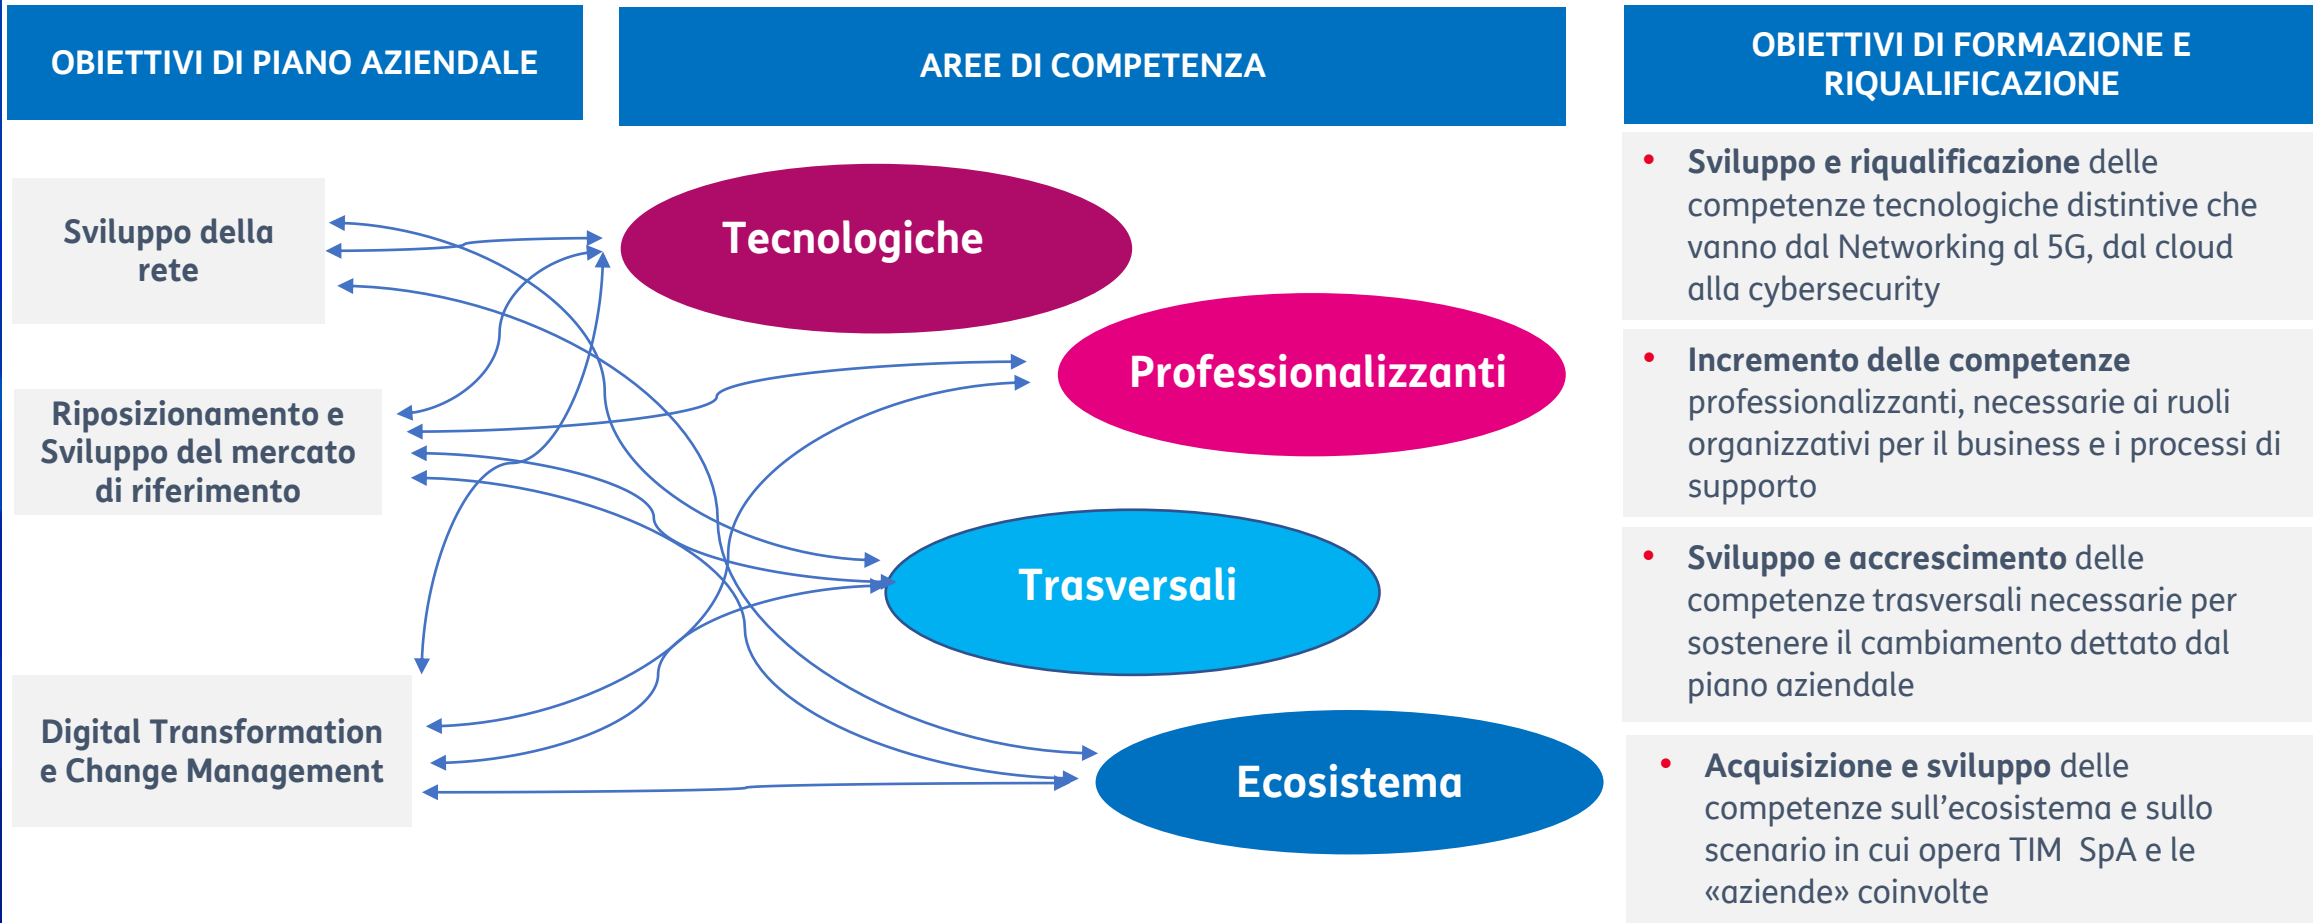 OBIETTIVI DI PIANO AZIENDALE
AREE DI COMPETENZA
OBIETTIVI DI FORMAZIONE E
RIQUALIFICAZIONE
Sviluppo della
rete
Riposizionamento e
Sviluppo del mercato
di riferimento
Digital Transformation
e Change Management
Tecnologiche
Professionalizzanti
Trasversali
Ecosistema
• Sviluppo e riqualificazione delle
competenze tecnologiche distintive che
vanno dal Networking al 5G, dal cloud
alla cybersecurity
• Incremento delle competenze
professionalizzanti, necessarie ai ruoli
organizzativi per il business e i processi di
supporto
• Sviluppo e accrescimento delle
competenze trasversali necessarie per
sostenere il cambiamento dettato dal
piano aziendale
• Acquisizione e sviluppo delle
competenze sull’ecosistema e sullo
scenario in cui opera TIM SpA e le
«aziende» coinvolte